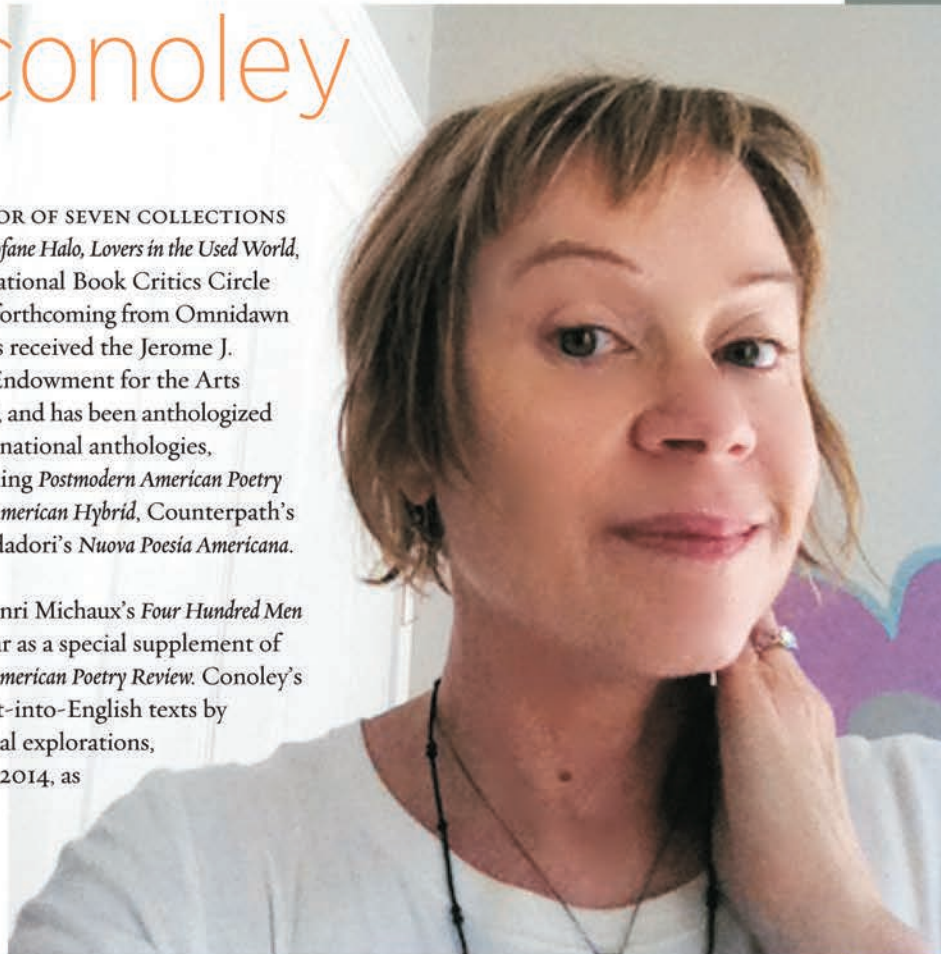 conoley
OR OF SEVEN COLLECTIONS
fane Halo, Lovers in the Used World,
ational Book Critics Circle
forthcoming from Omnidawn
s received the Jerome J.
Endowment for the Arts
, and has been anthologized
national anthologies,
ing Postmodern American Poetry
merican Hybrid, Counterpath's
dadori's Nuova Poesia Americana.
nri Michaux's Four Hundred Men
r as a special supplement of
merican Poetry Review. Conoley's
t-into-English texts by
al explorations,
2014, as